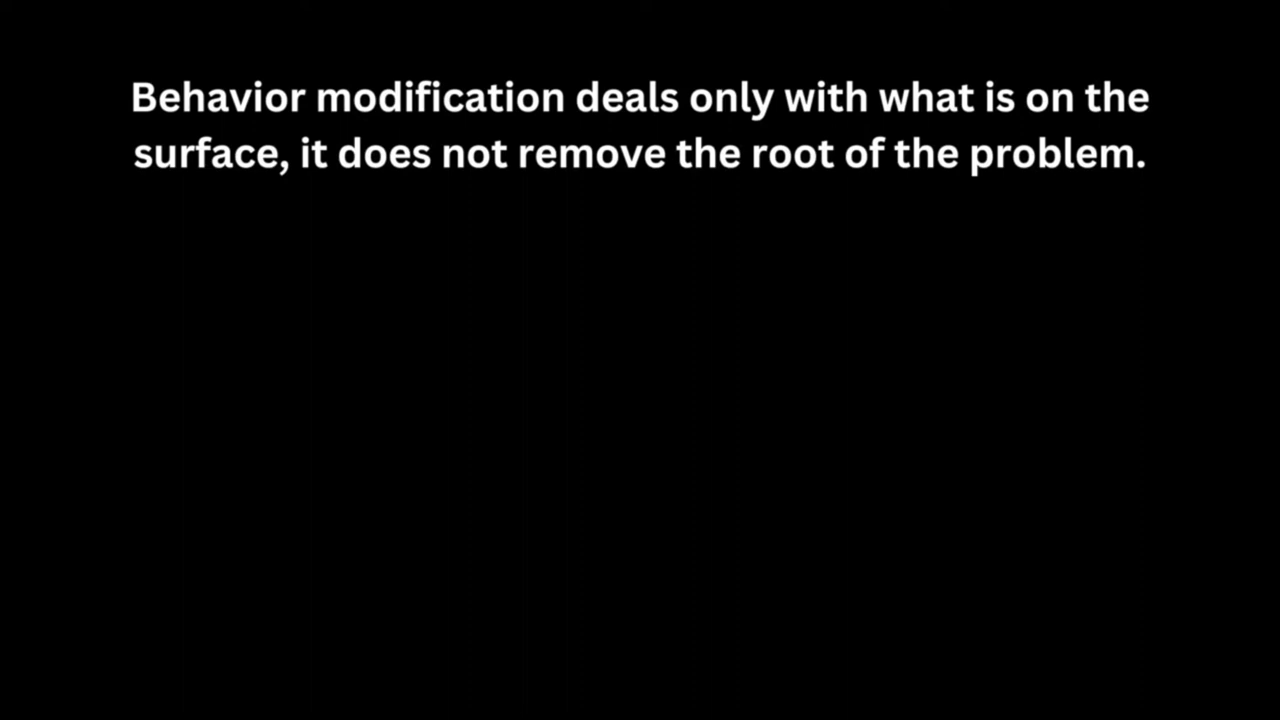 Behavior modification deals only with what is on the
surface, it does not remove the root of the problem.